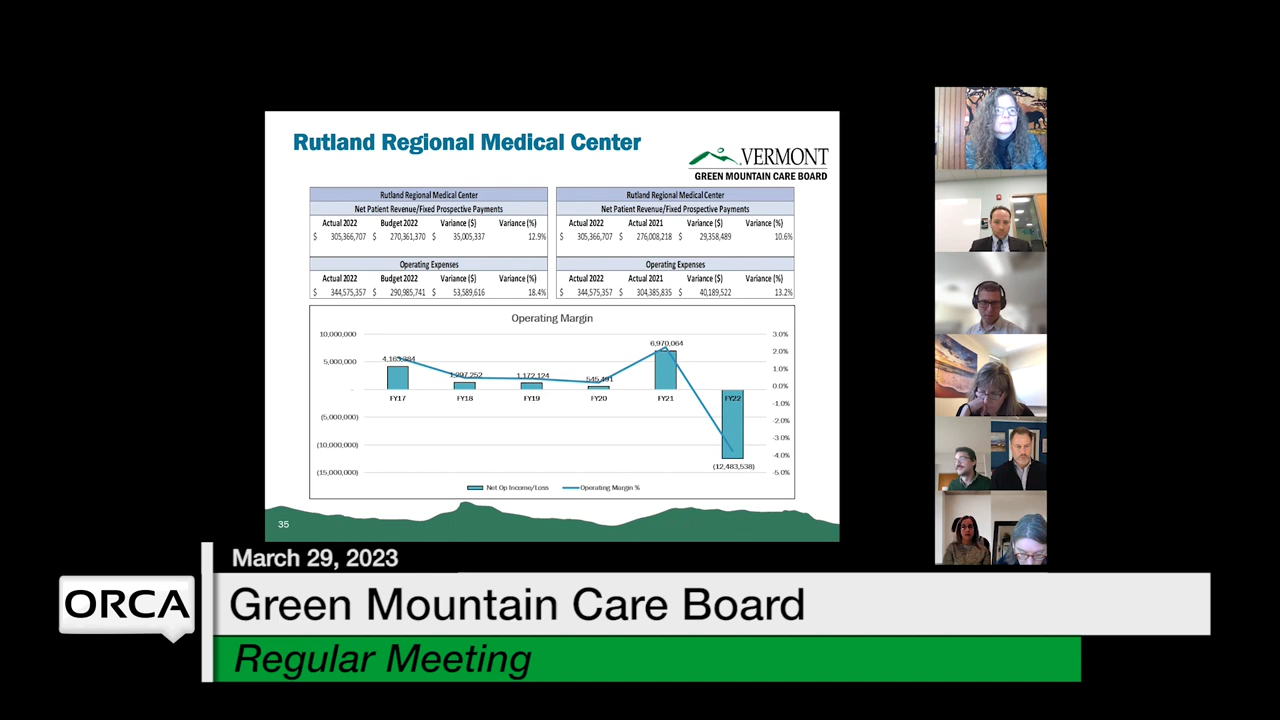 Rutland Regional Medical Center
VERMONT
GREEN MOUNTAIN CARE BOARD
Rutland Regional Medical Center
Net Patient Revenue/Fixed Prospective Payments
Actual 2022 Budget 2022 Variance ($) Variance (%)
$ 305,366,707 $ 270,361,370 $ 35,005,337 12.9%
Operating Expenses
Actual 2022 Budget 2022 Variance ($) Variance (%)
$ 344,575,357 $ 290,985,741 $ 53,589,616 18.4%
Rutland Regional Medical Center
Net Patient Revenue/Fixed Prospective Payments
Actual 2022 Actual 2021 Variance ($) Variance (%)
$ 305,366,707 $ 276,008,218 $ 29,358,489 10.6%
Operating Expenses
Actual 2022 Actual 2021 Variance ($) Variance (%)
$ 344,575,357 $ 304,385,835 $ 40,189,522 13.2%
Operating Margin
10,000,000
5,000,000
-
(5,000,000)
(10,000,000)
(15,000,000)
4,163,384
1,297,252
1,172,124
545,491
6,970,064
(12,483,538)
FY17 FY18 FY19 FY20 FY21 FY22
3.0%
2.0%
1.0%
0.0%
-1.0%
-2.0%
-3.0%
-4.0%
-5.0%
Net Op Income/Loss Operating Margin %
35
March 29, 2023
ORCA
Green Mountain Care Board
Regular Meeting